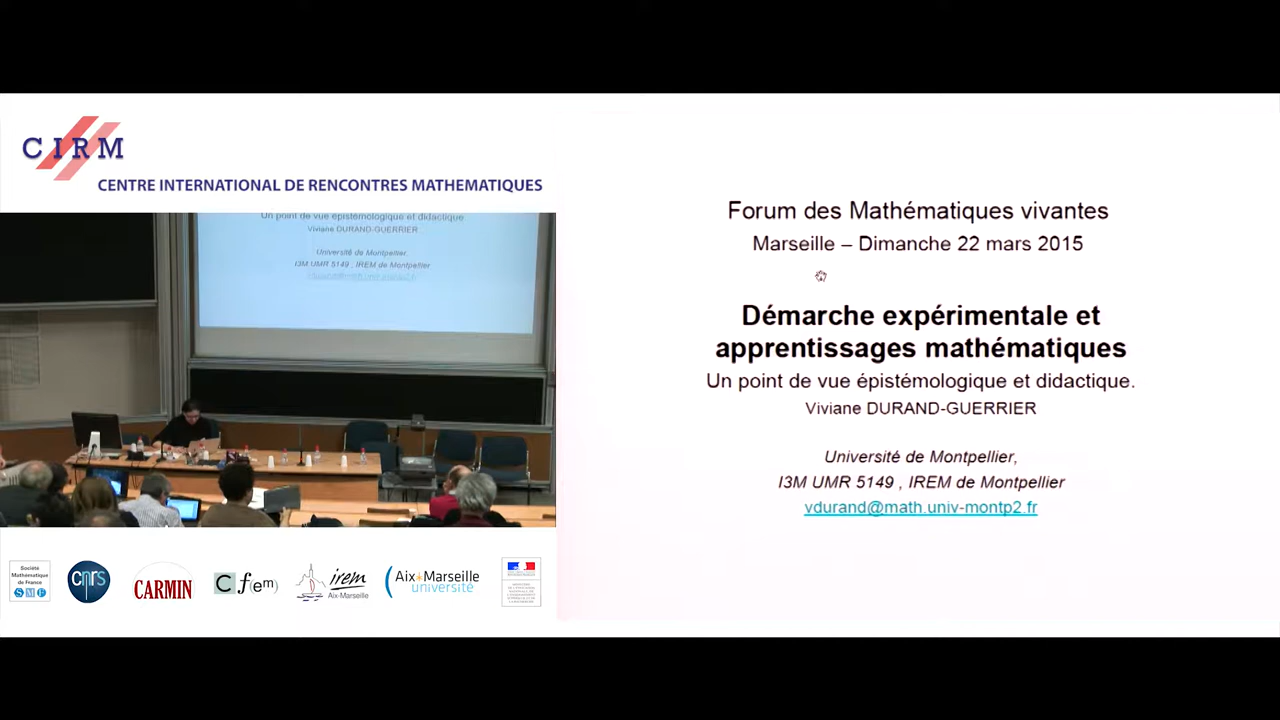 CIRM
CENTRE INTERNATIONAL DE RENCONTRES MATHEMATIQUES
Un point de vue épistémologique et didactique
Viviane DURAND-GUERRIER
Université de Montpellier,
I3M UMR 5149 , IREM de Montpellier
Forum des Mathématiques vivantes
Marseille – Dimanche 22 mars 2015
Démarche expérimentale et
apprentissages mathématiques
Un point de vue épistémologique et didactique.
Viviane DURAND-GUERRIER
Université de Montpellier,
I3M UMR 5149 , IREM de Montpellier
vdurand@math.univ-montp2.fr
Société
Mathématique
de France
SMF
cnrs
CARMIN
Cfem
irem
Aix-Marseille
Aix*Marseille
université